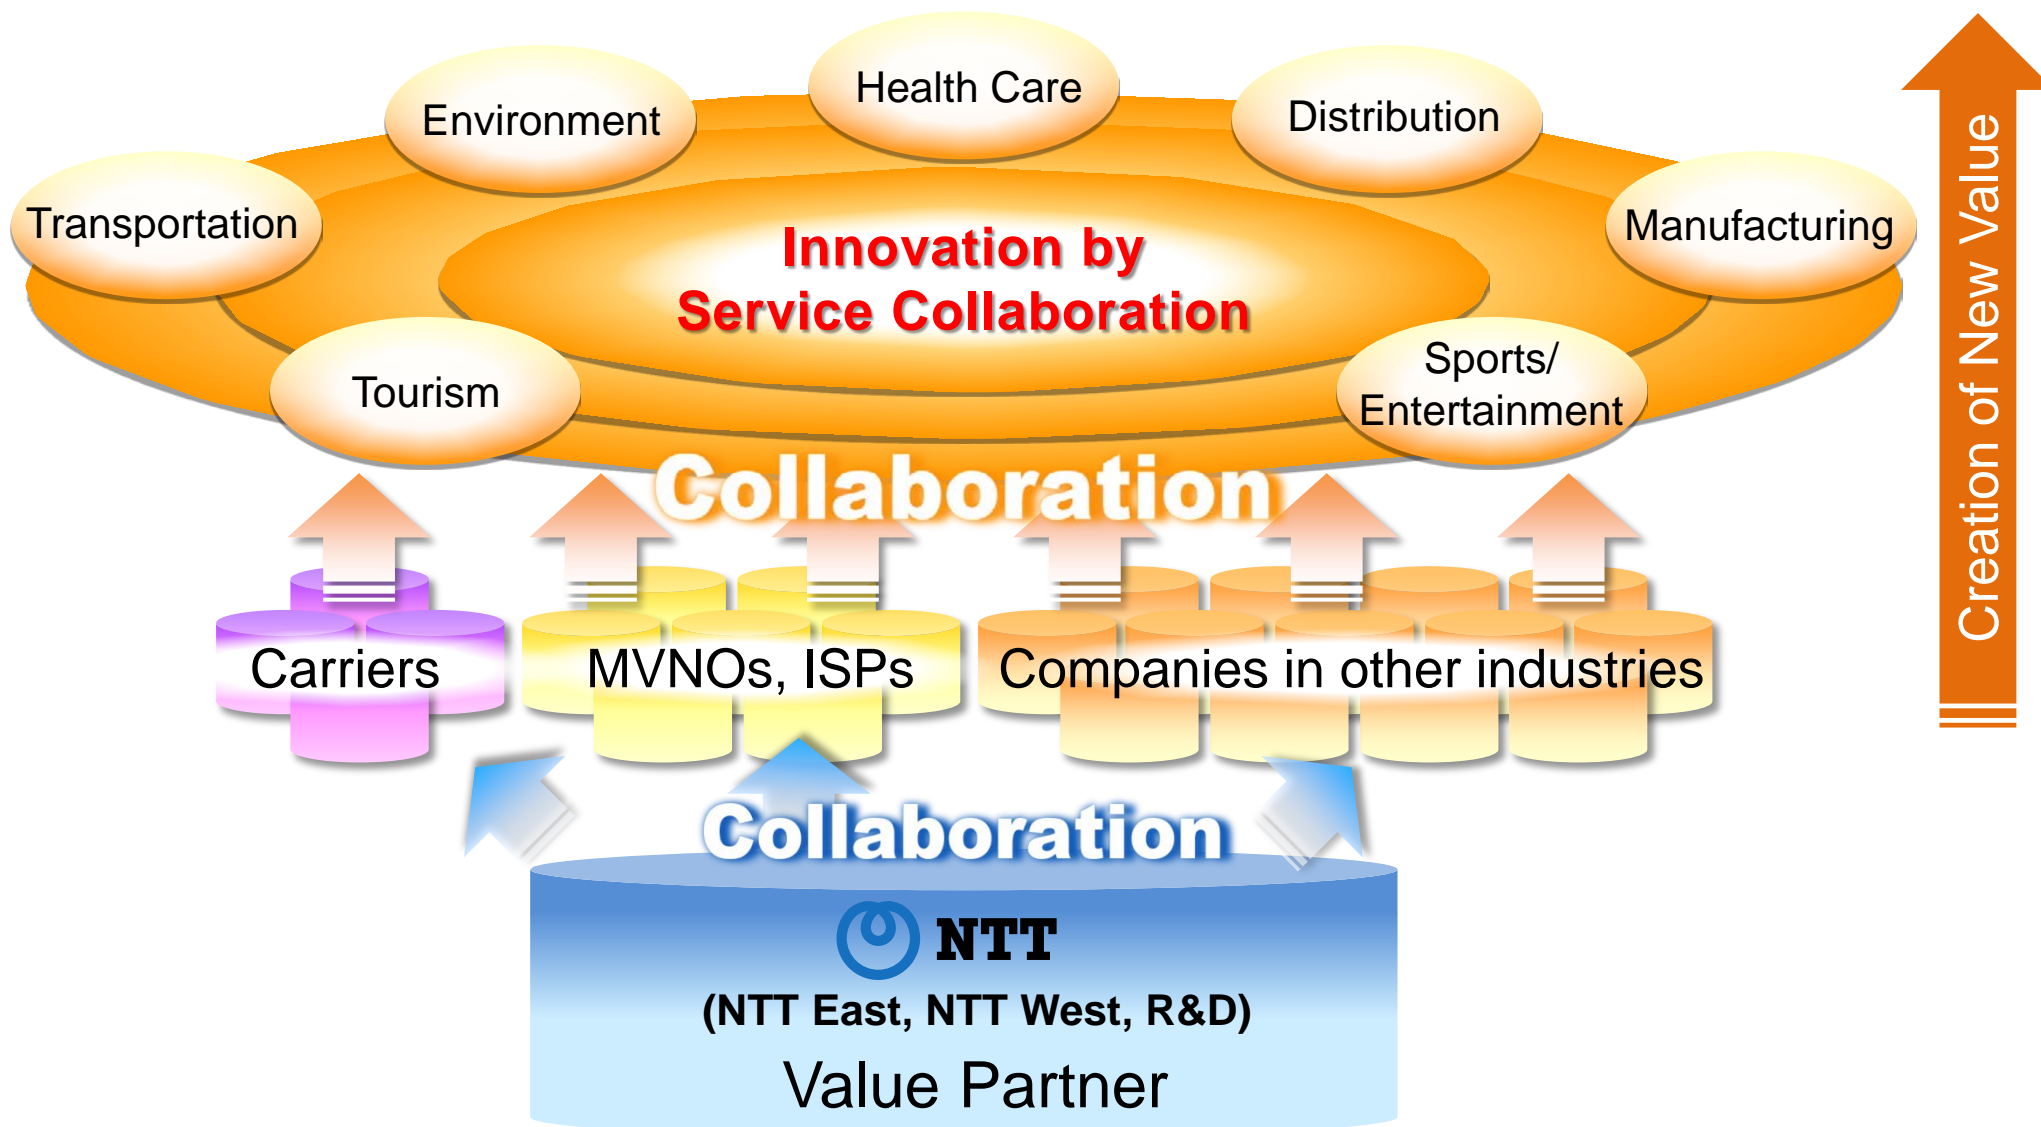 Health Care
Environment
Distribution
Transportation
Manufacturing
Innovation by
Service Collaboration
Tourism
Sports/
Entertainment
Creation of New Value
Collaboration
Carriers
MVNOs, ISPs
Companies in other industries
Collaboration
NTT
(NTT East, NTT West, R&D)
Value Partner